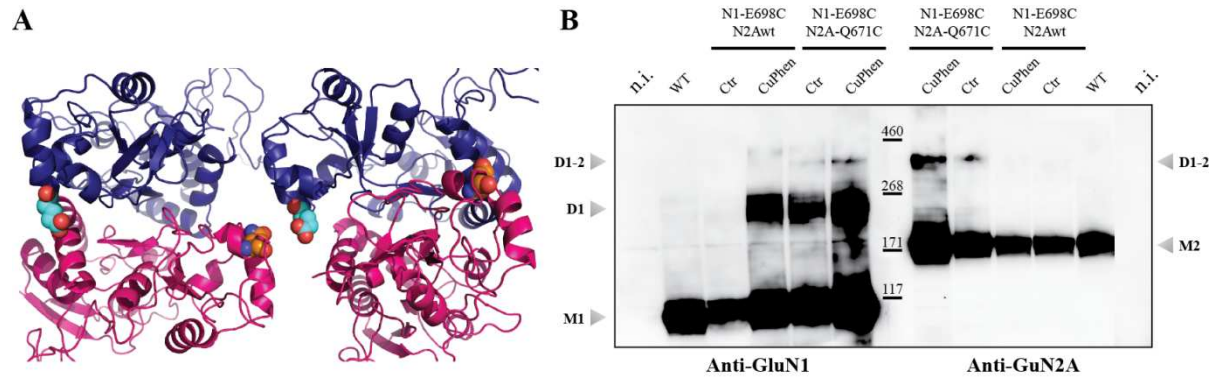 A
B
N1-E698C N1-E698C N1-E698C N1-E698C
N2Awt N2A-Q671C N2A-Q671C N2Awt
n.i. WT Ctr CuPhen Ctr CuPhen CuPhen Ctr CuPhen Ctr WT n.i.
460
D1-2 D1-2
268
D1
171 M2
117
M1
Anti-GluN1 Anti-GuN2A